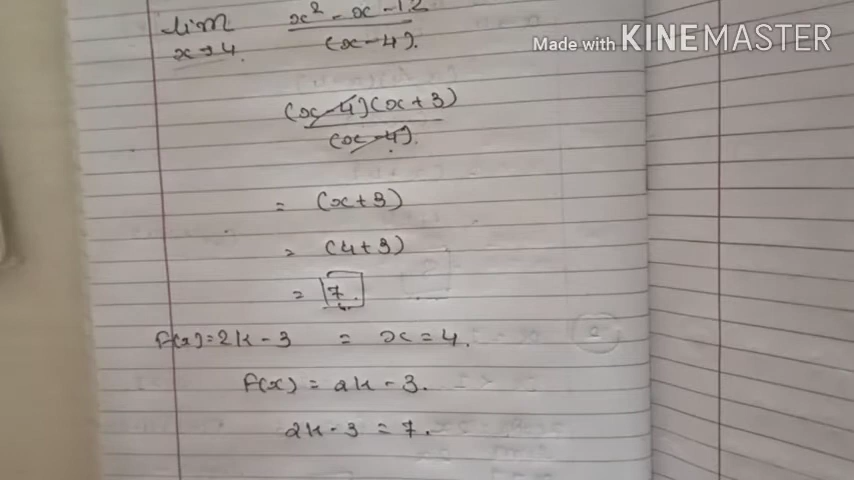 lim x² - x - 12
x→4 (x-4).
Made with KINEMASTER
(x-4)(x+3)
(x-4).
= (x+3)
= (4+3)
= 7.
f(x)=2k-3 = x=4.
f(x) = 2k-3.
2k-3 = 7.